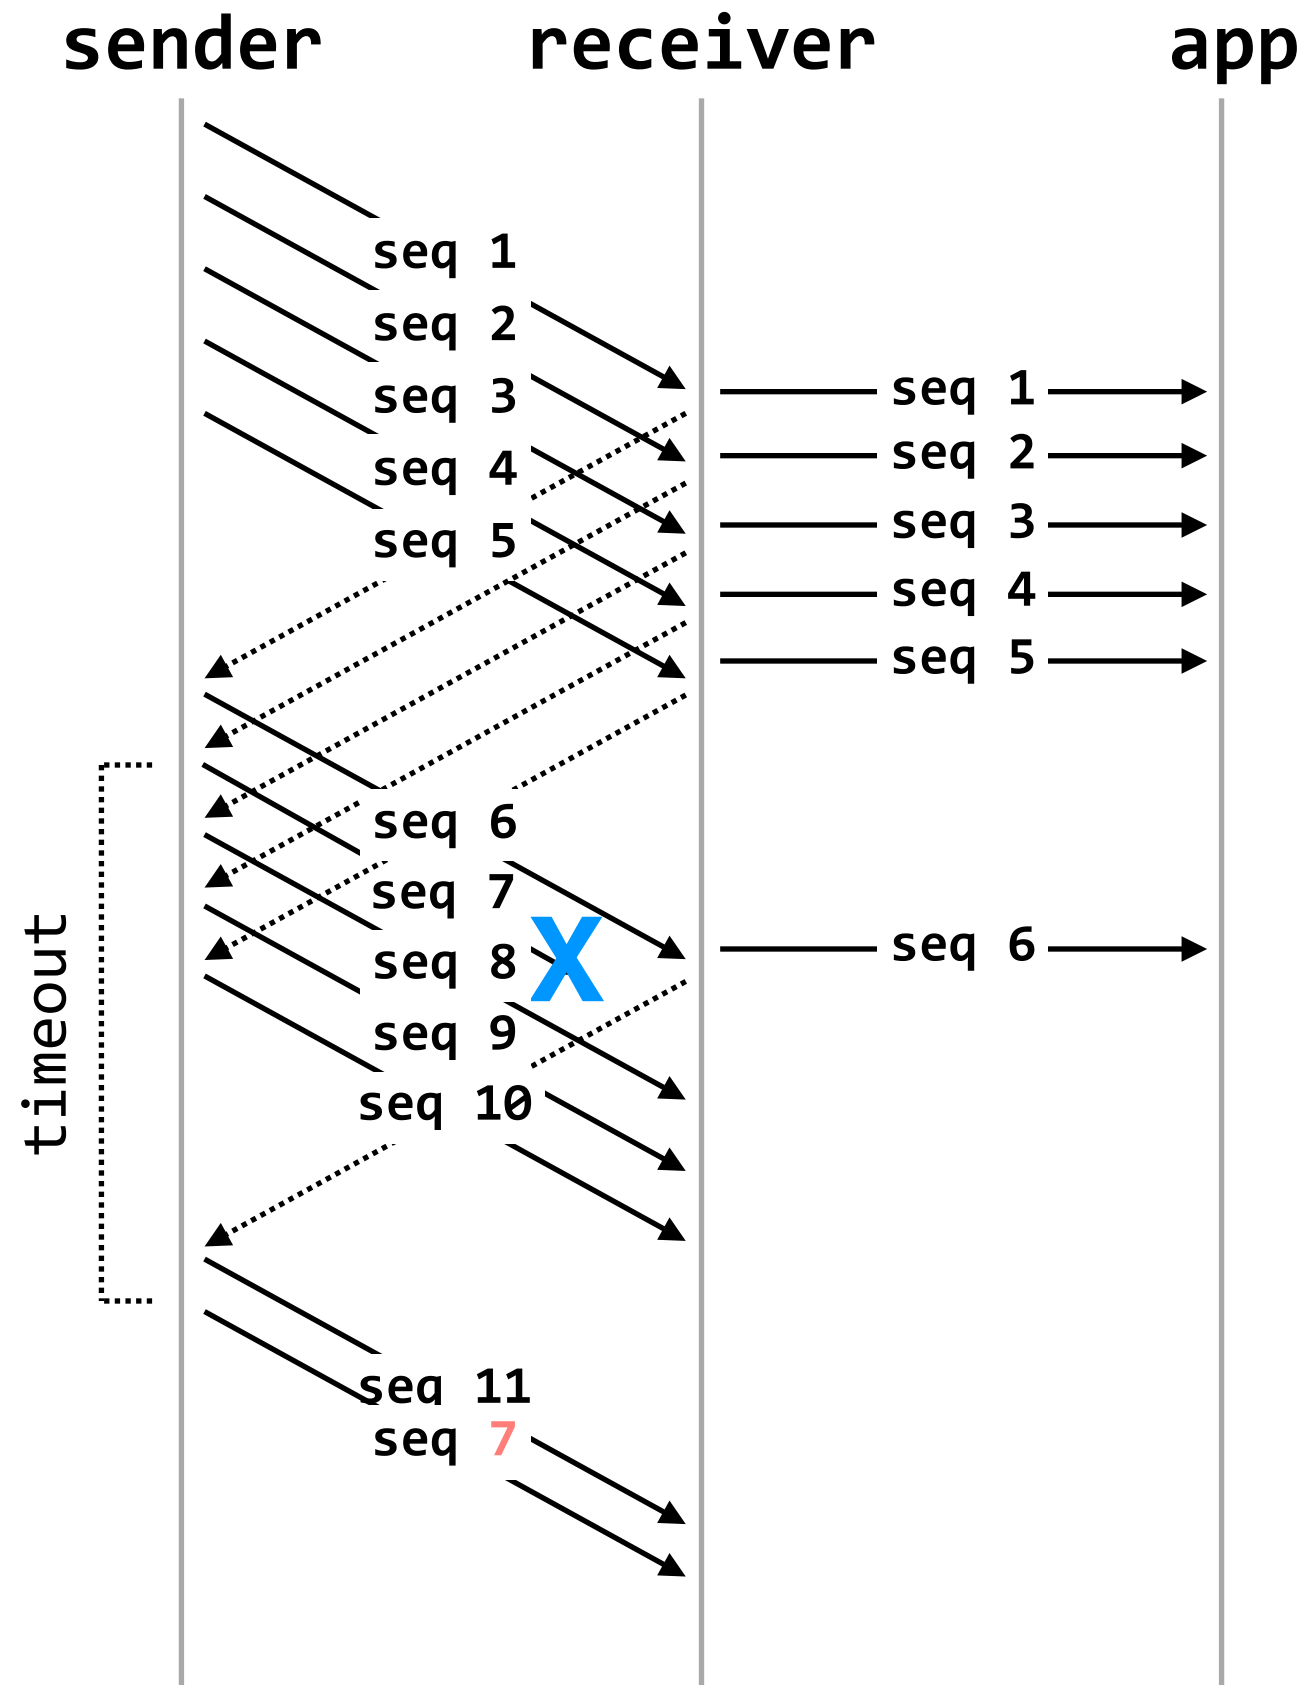 sender receiver app
seq 1
seq 2
seq 3
seq 4
seq 5
seq 1
seq 2
seq 3
seq 4
seq 5
timeout
seq 6
seq 7
seq 8 X
seq 9
seq 10
seq 6
seq 11
seq 7